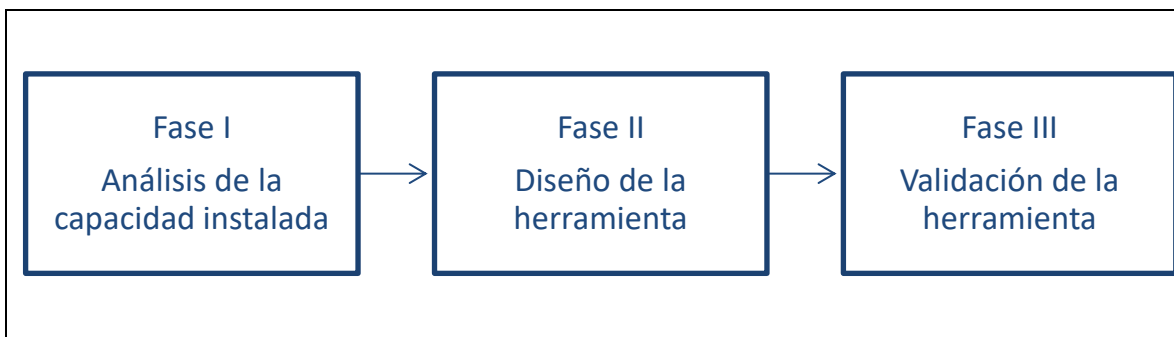 Fase I
Análisis de la
capacidad instalada
Fase II
Diseño de la
herramienta
Fase III
Validación de la
herramienta